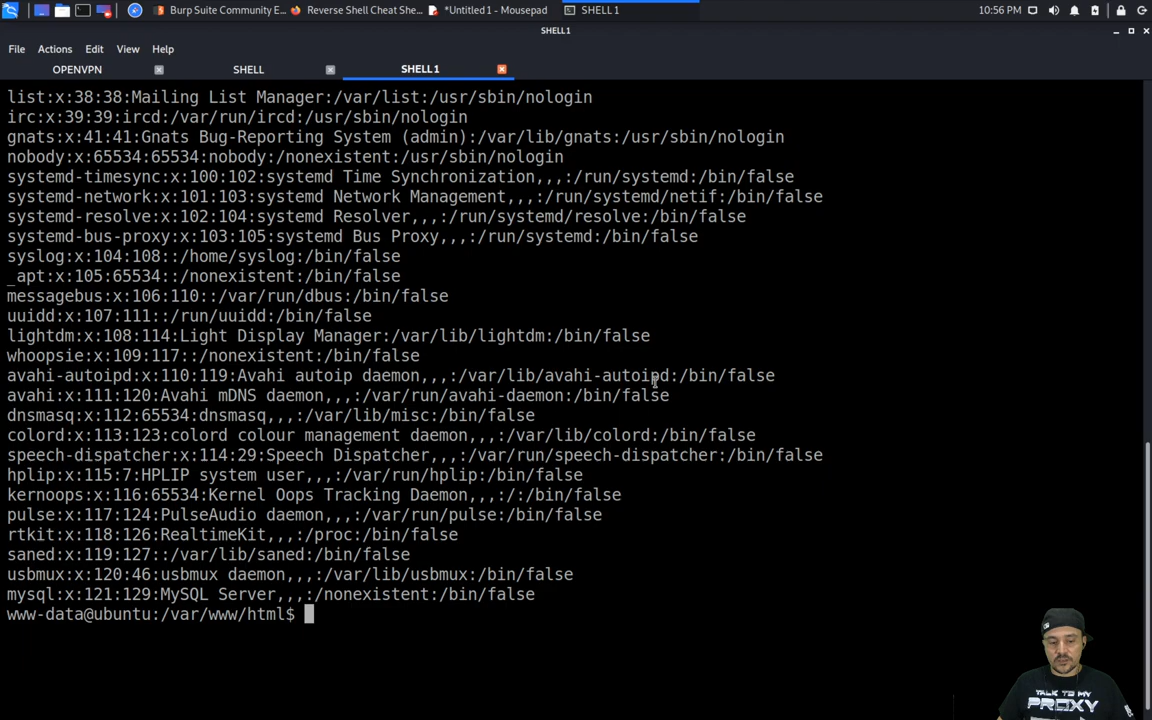 Burp Suite Community E...
Reverse Shell Cheat She...
*Untitled 1 - Mousepad
SHELL 1
10:56 PM
SHELL1
File Actions Edit View Help
OPENVPN
SHELL
SHELL1
list:x:38:38:Mailing List Manager:/var/list:/usr/sbin/nologin
irc:x:39:39:ircd:/var/run/ircd:/usr/sbin/nologin
gnats:x:41:41:Gnats Bug-Reporting System (admin):/var/lib/gnats:/usr/sbin/nologin
nobody:x:65534:65534:nobody:/nonexistent:/usr/sbin/nologin
systemd-timesync:x:100:102:systemd Time Synchronization,,,:/run/systemd:/bin/false
systemd-network:x:101:103:systemd Network Management,,,:/run/systemd/netif:/bin/false
systemd-resolve:x:102:104:systemd Resolver,,,:/run/systemd/resolve:/bin/false
systemd-bus-proxy:x:103:105:systemd Bus Proxy,,,:/run/systemd:/bin/false
syslog:x:104:108::/home/syslog:/bin/false
_apt:x:105:65534::/nonexistent:/bin/false
messagebus:x:106:110::/var/run/dbus:/bin/false
uuidd:x:107:111::/run/uuidd:/bin/false
lightdm:x:108:114:Light Display Manager:/var/lib/lightdm:/bin/false
whoopsie:x:109:117::/nonexistent:/bin/false
avahi-autoipd:x:110:119:Avahi autoip daemon,,,:/var/lib/avahi-autoipd:/bin/false
avahi:x:111:120:Avahi mDNS daemon,,,:/var/run/avahi-daemon:/bin/false
dnsmasq:x:112:65534:dnsmasq,,,:/var/lib/misc:/bin/false
colord:x:113:123:colord colour management daemon,,,:/var/lib/colord:/bin/false
speech-dispatcher:x:114:29:Speech Dispatcher,,,:/var/run/speech-dispatcher:/bin/false
hplip:x:115:7:HPLIP system user,,,:/var/run/hplip:/bin/false
kernoops:x:116:65534:Kernel Oops Tracking Daemon,,,:/:/bin/false
pulse:x:117:124:PulseAudio daemon,,,:/var/run/pulse:/bin/false
rtkit:x:118:126:RealtimeKit,,,:/proc:/bin/false
saned:x:119:127::/var/lib/saned:/bin/false
usbmux:x:120:46:usbmux daemon,,,:/var/lib/usbmux:/bin/false
mysql:x:121:129:MySQL Server,,,:/nonexistent:/bin/false
www-data@ubuntu:/var/www/html$
TALK TO MY
PROXY